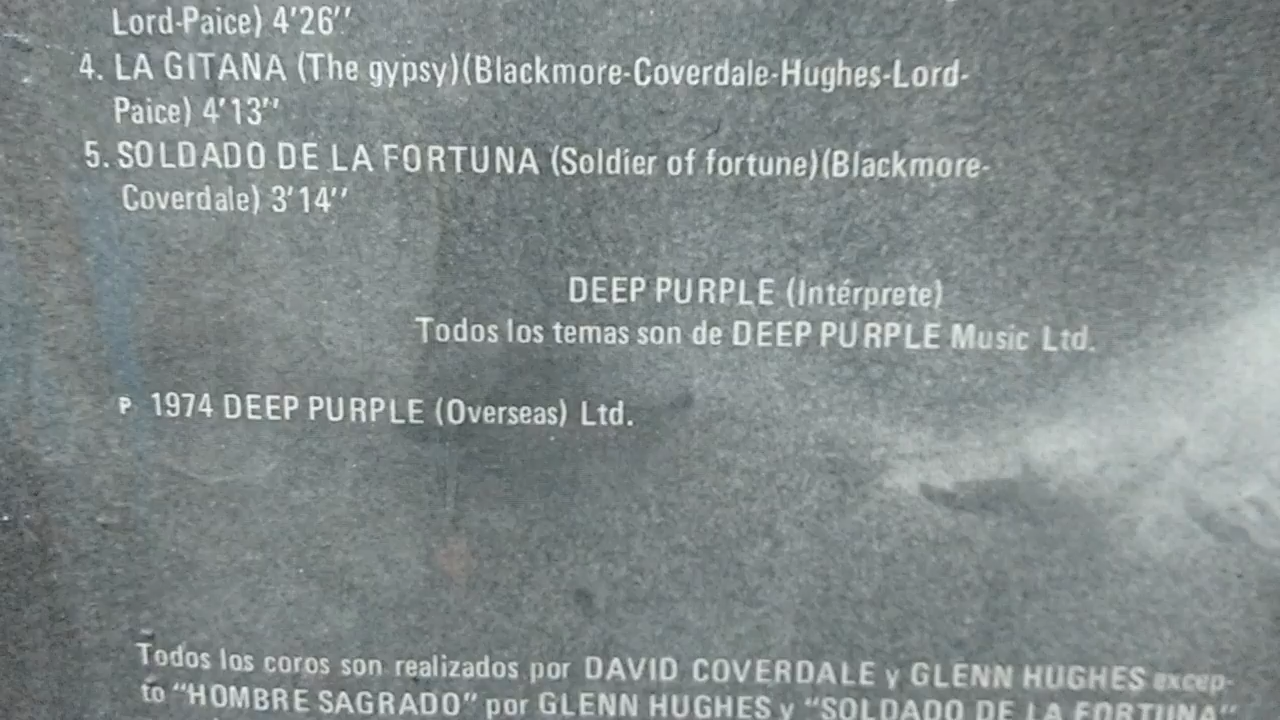 Lord-Paice) 4'26''
4. LA GITANA (The gypsy)(Blackmore-Coverdale-Hughes-Lord-
Paice) 4'13''
5. SOLDADO DE LA FORTUNA (Soldier of fortune)(Blackmore-
Coverdale) 3'14''
DEEP PURPLE (Intérprete)
Todos los temas son de DEEP PURPLE Music Ltd.
P 1974 DEEP PURPLE (Overseas) Ltd.
Todos los coros son realizados por DAVID COVERDALE y GLENN HUGHES excep-
to "HOMBRE SAGRADO" por GLENN HUGHES y "SOLDADO DE LA FORTUNA"